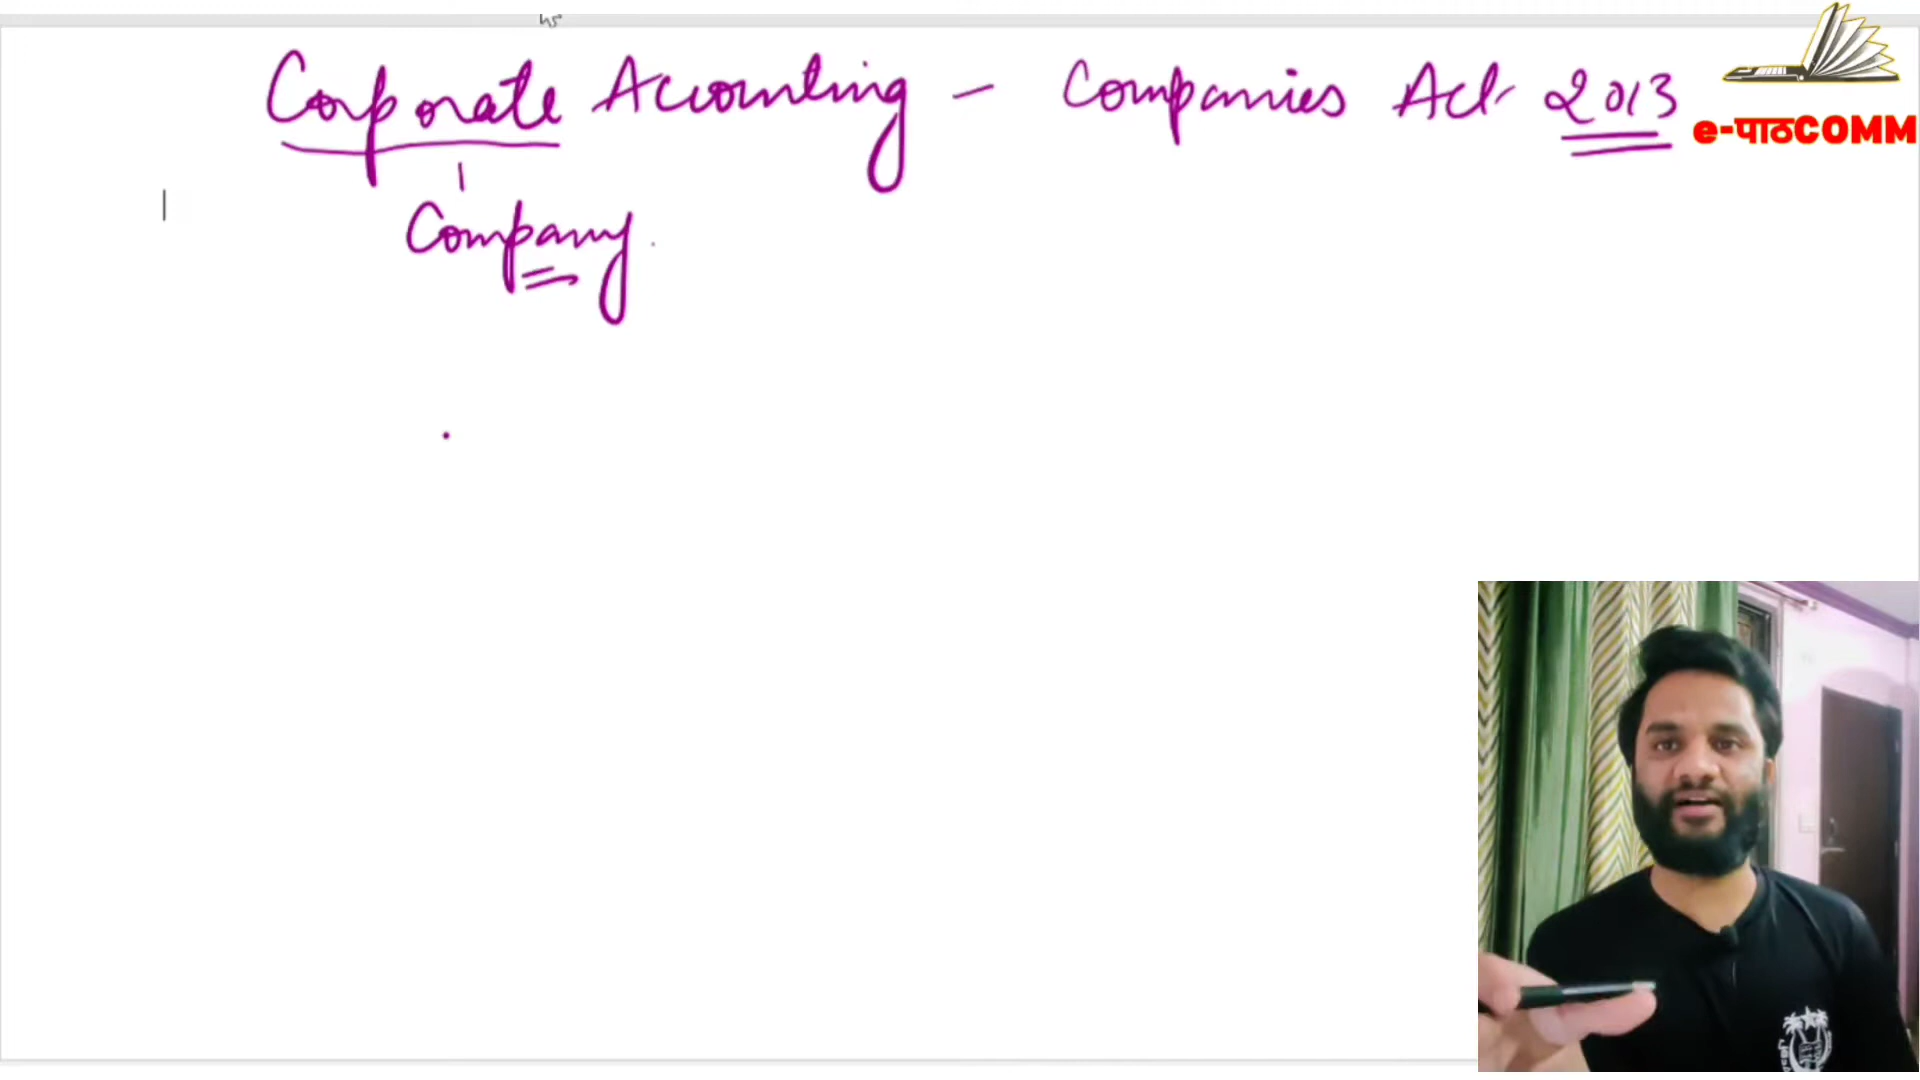 Corporate Accounting - Companies Act 2013
e-पाठCOMM
Company